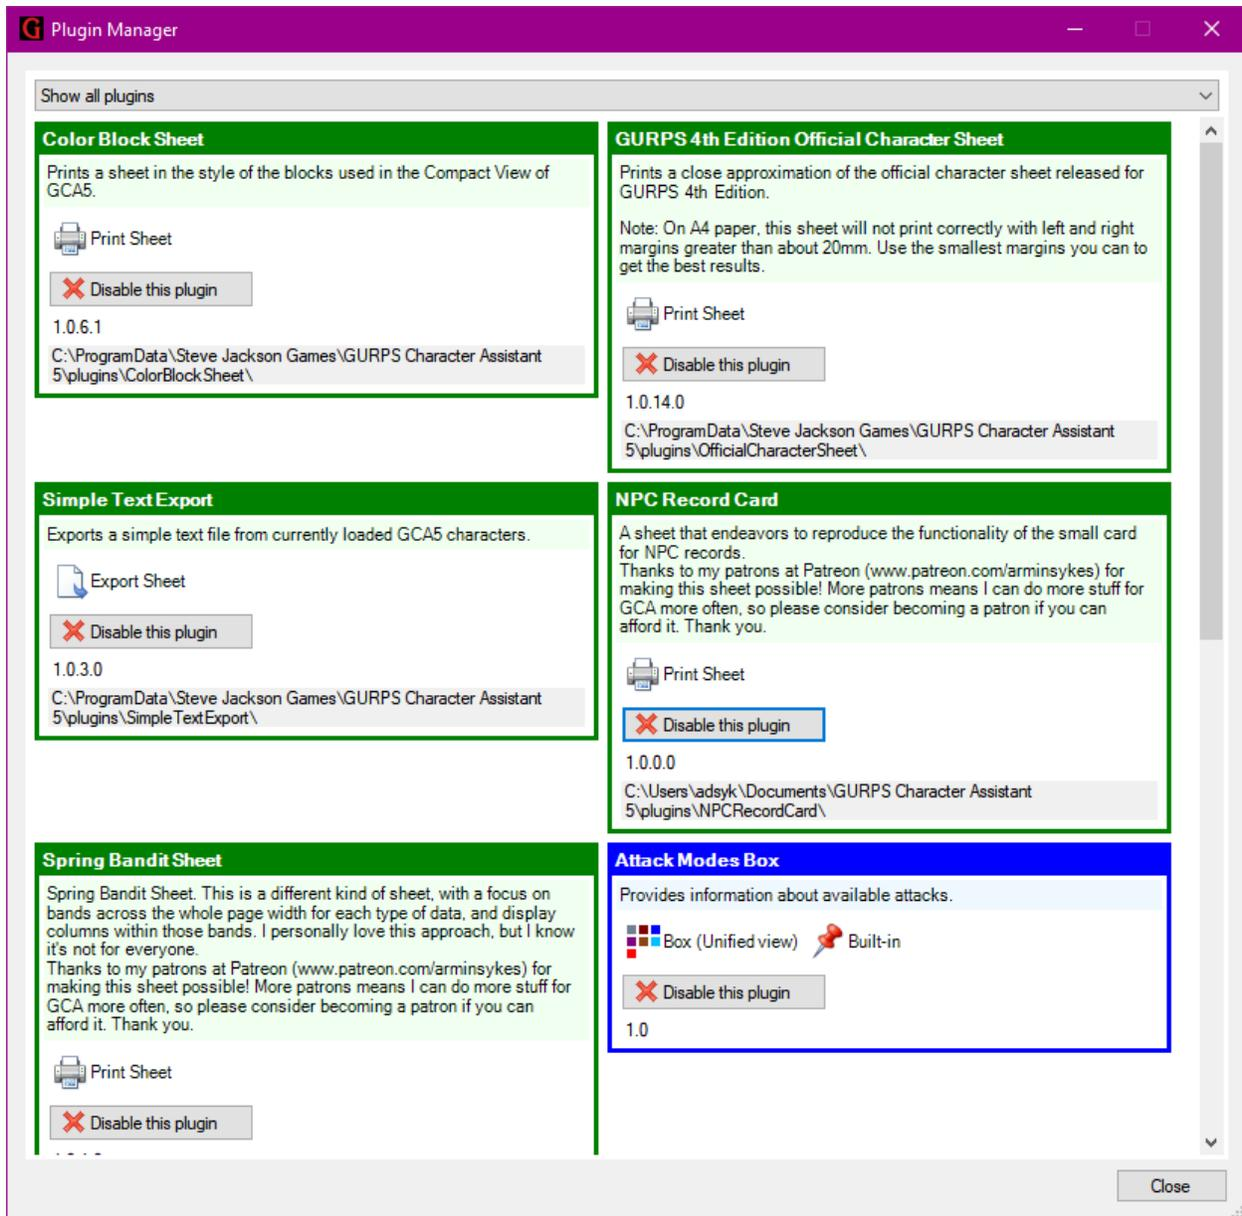 G Plugin Manager
Show all plugins
Color Block Sheet
Prints a sheet in the style of the blocks used in the Compact View of
GCA5.
Print Sheet
Disable this plugin
1.0.6.1
C:\ProgramData\Steve Jackson Games\GURPS Character Assistant
5\plugins\ColorBlockSheet\
GURPS 4th Edition Official Character Sheet
Prints a close approximation of the official character sheet released for
GURPS 4th Edition.
Note: On A4 paper, this sheet will not print correctly with left and right
margins greater than about 20mm. Use the smallest margins you can to
get the best results.
Print Sheet
Disable this plugin
1.0.14.0
C:\ProgramData\Steve Jackson Games\GURPS Character Assistant
5\plugins\OfficialCharacterSheet\
Simple Text Export
Exports a simple text file from currently loaded GCA5 characters.
Export Sheet
Disable this plugin
1.0.3.0
C:\ProgramData\Steve Jackson Games\GURPS Character Assistant
5\plugins\SimpleTextExport\
NPC Record Card
A sheet that endeavors to reproduce the functionality of the small card
for NPC records.
Thanks to my patrons at Patreon (www.patreon.com/arminsykes) for
making this sheet possible! More patrons means I can do more stuff for
GCA more often, so please consider becoming a patron if you can
afford it. Thank you.
Print Sheet
Disable this plugin
1.0.0.0
C:\Users\adsyk\Documents\GURPS Character Assistant
5\plugins\NPCRecordCard\
Spring Bandit Sheet
Spring Bandit Sheet. This is a different kind of sheet, with a focus on
bands across the whole page width for each type of data, and display
columns within those bands. I personally love this approach, but I know
it's not for everyone.
Thanks to my patrons at Patreon (www.patreon.com/arminsykes) for
making this sheet possible! More patrons means I can do more stuff for
GCA more often, so please consider becoming a patron if you can
afford it. Thank you.
Print Sheet
Disable this plugin
Attack Modes Box
Provides information about available attacks.
Box (Unified view) Built-in
Disable this plugin
1.0
Close